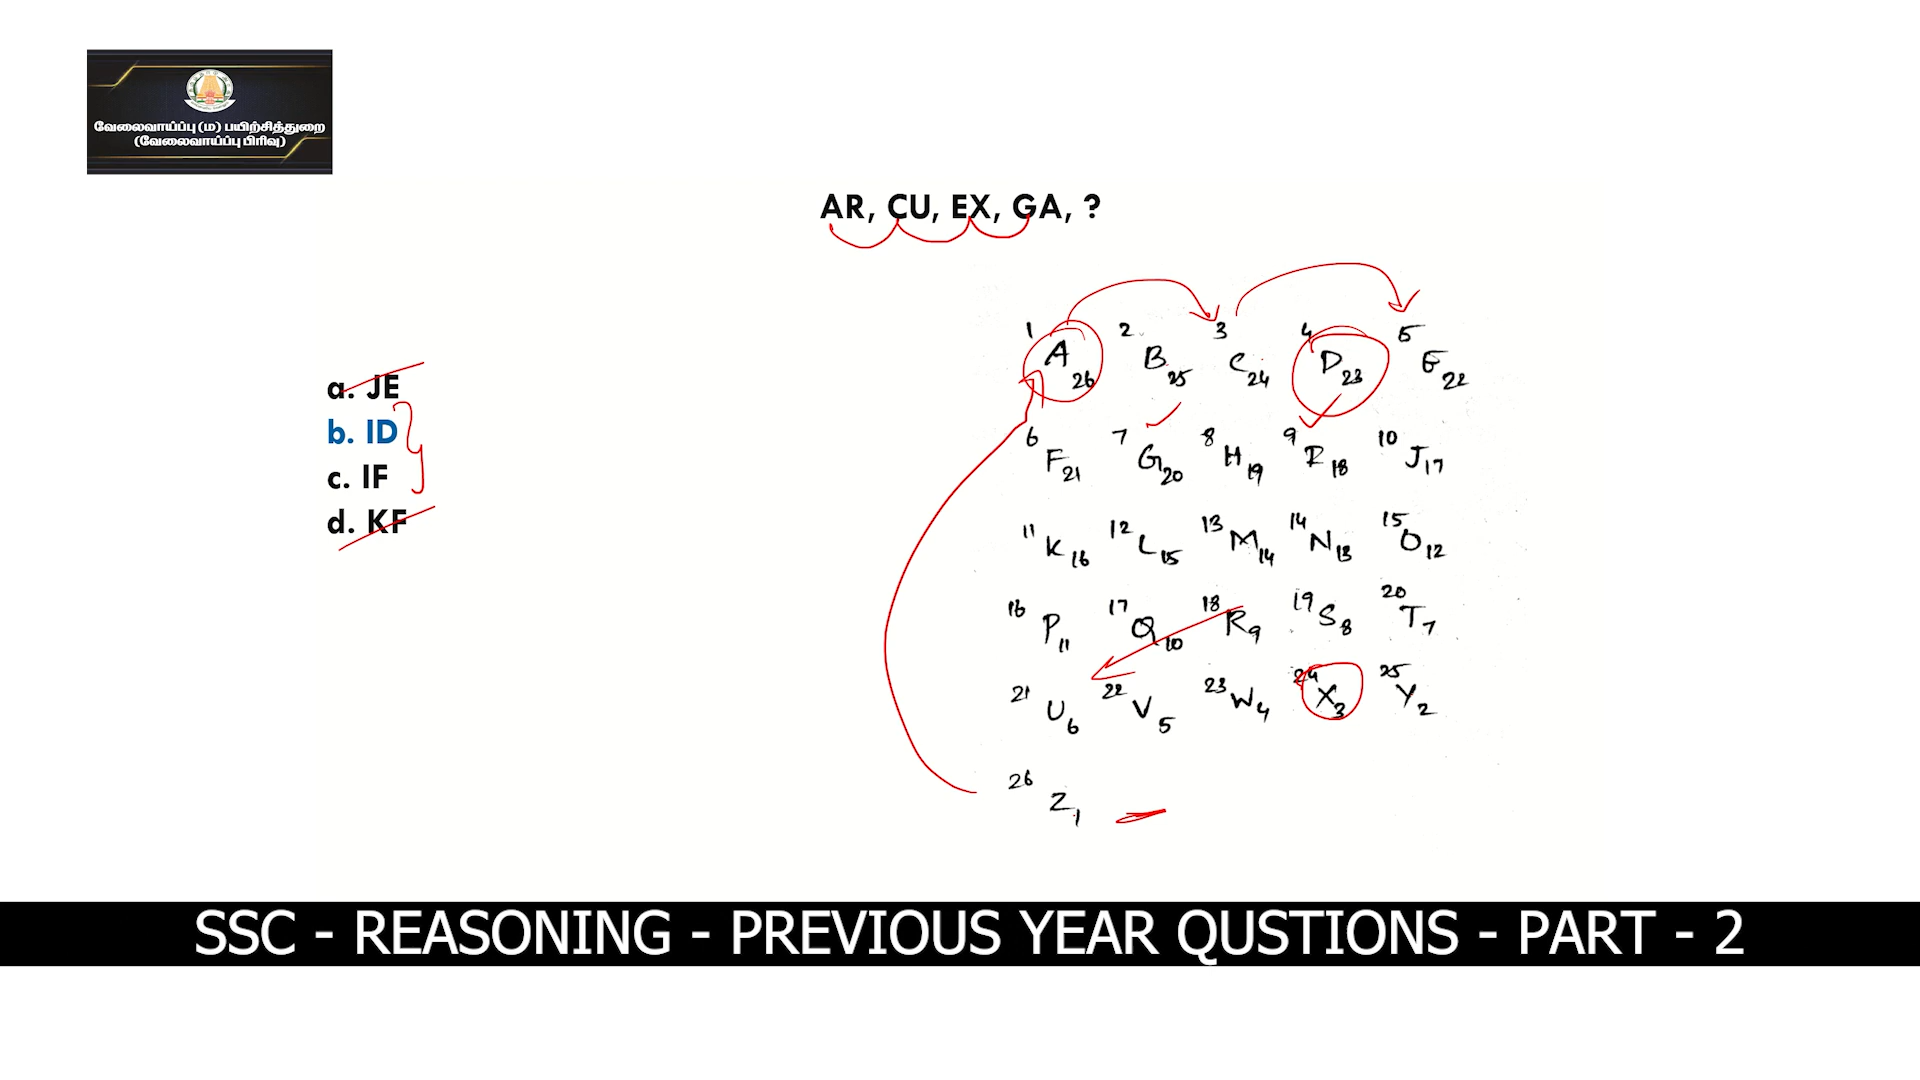 வேலைவாய்ப்பு (ம) பயிற்சித்துறை
(வேலைவாய்ப்பு பிரிவு)
AR, CU, EX, GA, ?
a. JE
b. ID
c. IF
d. KF
1 A 26 2 B 25 3 C 24 4 D 23 5 E 22
6 F 21 7 G 20 8 H 19 9 I 18 10 J 17
11 K 16 12 L 15 13 M 14 14 N 13 15 O 12
16 P 11 17 Q 10 18 R 9 19 S 8 20 T 7
21 U 6 22 V 5 23 W 4 24 X 3 25 Y 2
26 Z 1
SSC - REASONING - PREVIOUS YEAR QUSTIONS - PART - 2